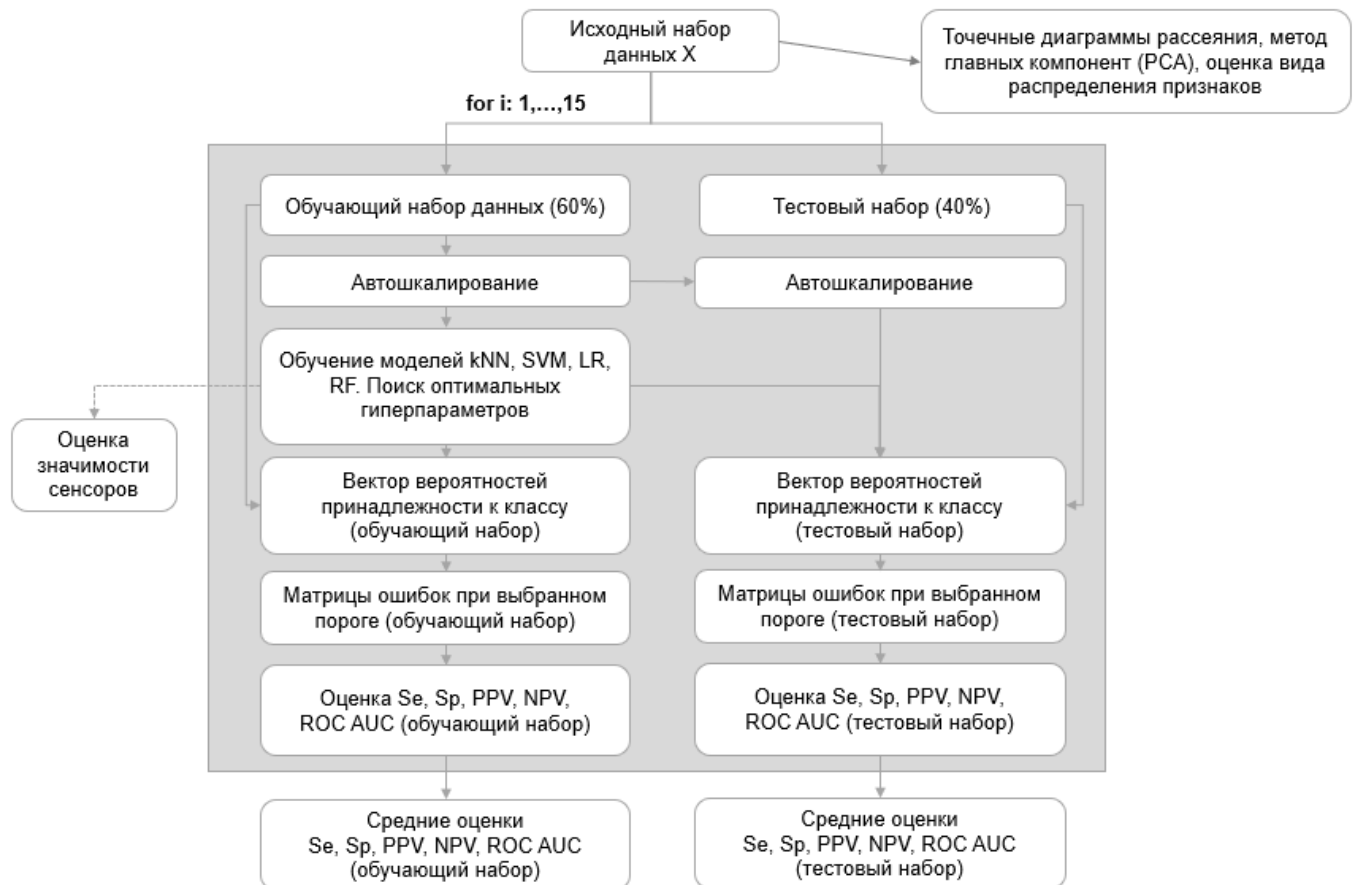 Исходный набор
данных X
Точечные диаграммы рассеяния, метод
главных компонент (PCA), оценка вида
распределения признаков
for i: 1,...,15
Обучающий набор данных (60%)
Тестовый набор (40%)
Автошкалирование
Автошкалирование
Обучение моделей kNN, SVM, LR,
RF. Поиск оптимальных
гиперпараметров
Оценка
значимости
сенсоров
Вектор вероятностей
принадлежности к классу
(обучающий набор)
Вектор вероятностей
принадлежности к классу
(тестовый набор)
Матрицы ошибок при выбранном
пороге (обучающий набор)
Матрицы ошибок при выбранном
пороге (тестовый набор)
Оценка Se, Sp, PPV, NPV,
ROC AUC (обучающий набор)
Оценка Se, Sp, PPV, NPV,
ROC AUC (тестовый набор)
Средние оценки
Se, Sp, PPV, NPV, ROC AUC
(обучающий набор)
Средние оценки
Se, Sp, PPV, NPV, ROC AUC
(тестовый набор)